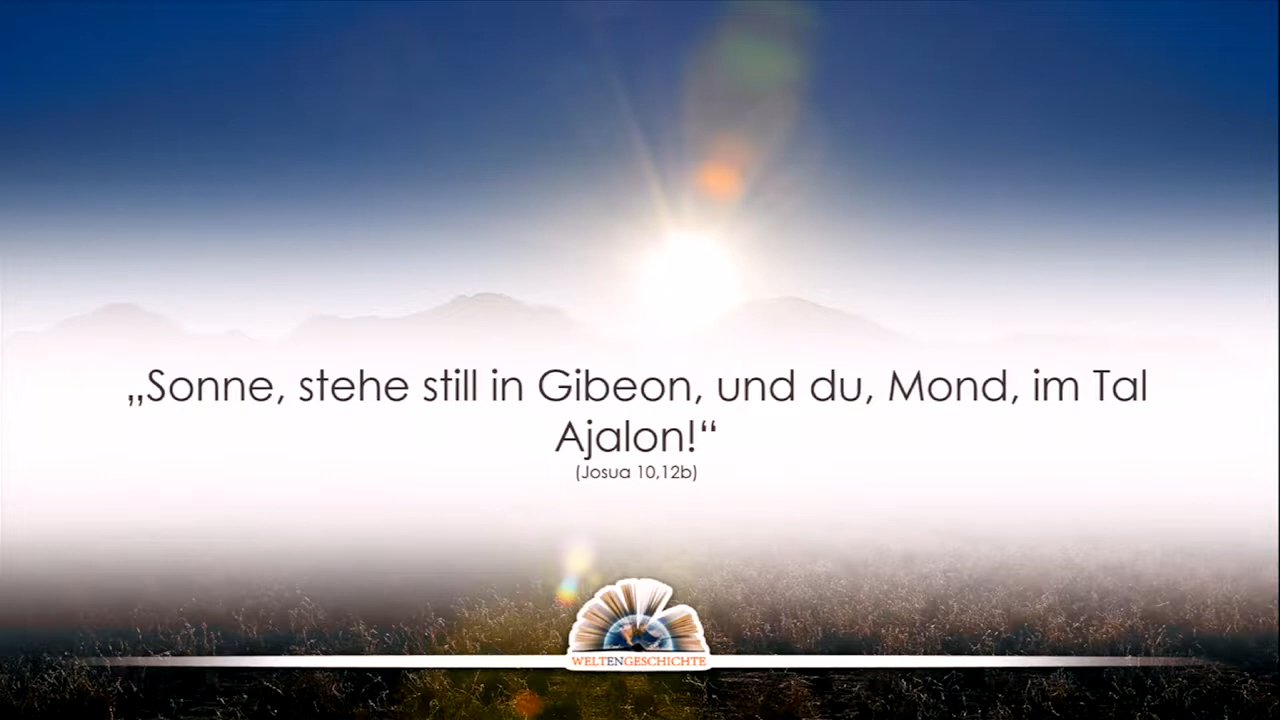 „Sonne, stehe still in Gibeon, und du, Mond, im Tal
Ajalon!“
(Josua 10,12b)
WELTENGESCHICHTE